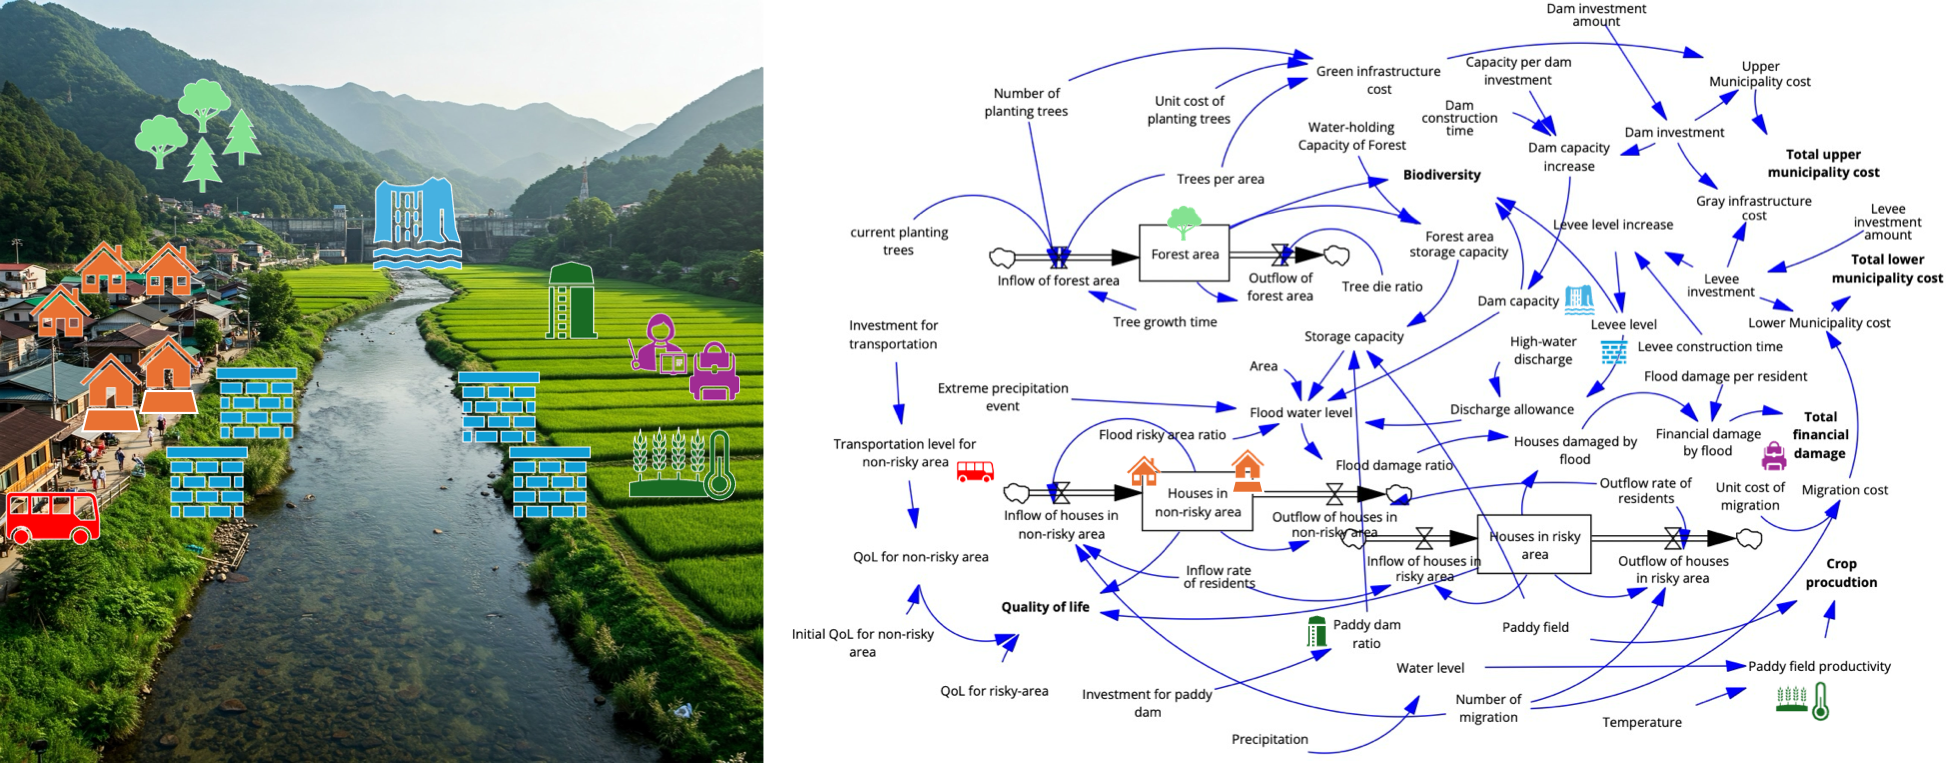 Dam investment
amount
Green infrastructure
cost
Capacity per dam
investment
Upper
Municipality cost
Number of
planting trees
Unit cost of
planting trees
Dam
construction
time
Water-holding
Capacity of Forest
Dam investment
Dam capacity
increase
Total upper
municipality cost
Trees per area
Biodiversity
Gray infrastructure
cost
Levee
investment
amount
current planting
trees
Levee level increase
Forest area
storage capacity
Forest area
Inflow of forest area
Outflow of
forest area
Tree die ratio
Total lower
municipality cost
Levee
investment
Dam capacity
Tree growth time
Levee level
Lower Municipality cost
Investment for
transportation
Storage capacity
High-water
discharge
Levee construction time
Area
Flood damage per resident
Extreme precipitation
event
Flood water level
Discharge allowance
Flood risky area ratio
Houses damaged by
flood
Financial damage
by flood
Total
financial
damage
Transportation level for
non-risky area
Flood damage ratio
Houses in
non-risky area
Outflow rate of
residents
Unit cost of
migration
Migration cost
Inflow of houses in
non-risky area
Outflow of houses in
non-risky area
Houses in risky
area
QoL for non-risky area
Inflow of houses in
risky area
Outflow of houses
in risky area
Inflow rate
of residents
Crop
procudtion
Quality of life
Initial QoL for non-risky
area
Paddy dam
ratio
Paddy field
Water level
Paddy field productivity
QoL for risky-area
Investment for paddy
dam
Number of
migration
Temperature
Precipitation